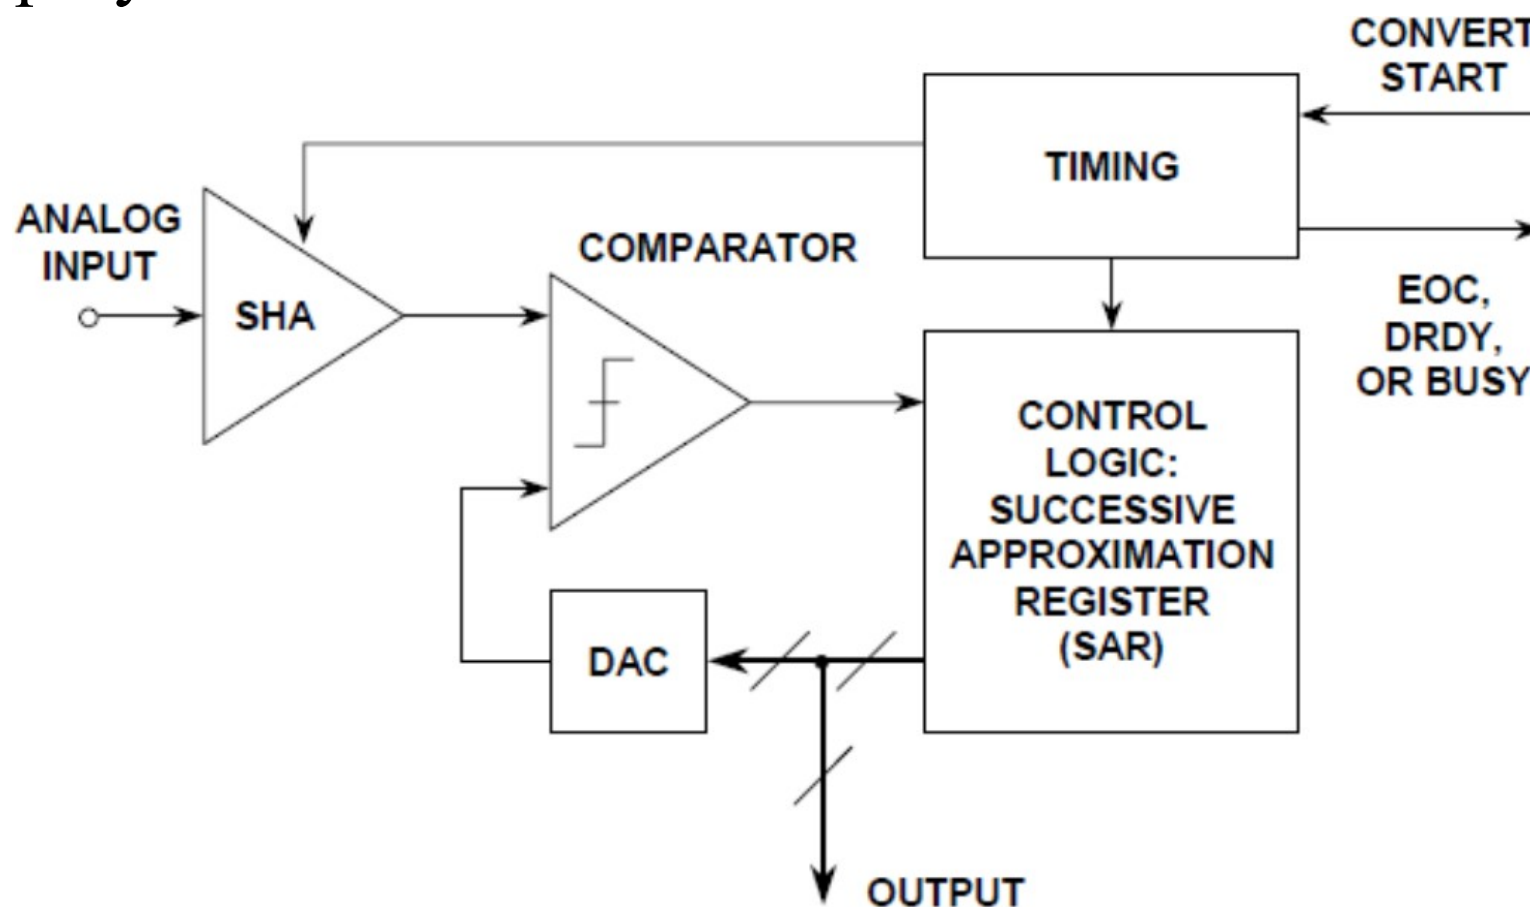 CONVERT
START
TIMING
ANALOG
INPUT
COMPARATOR
SHA
EOC,
DRDY,
OR BUSY
CONTROL
LOGIC:
SUCCESSIVE
APPROXIMATION
REGISTER
(SAR)
DAC
OUTPUT